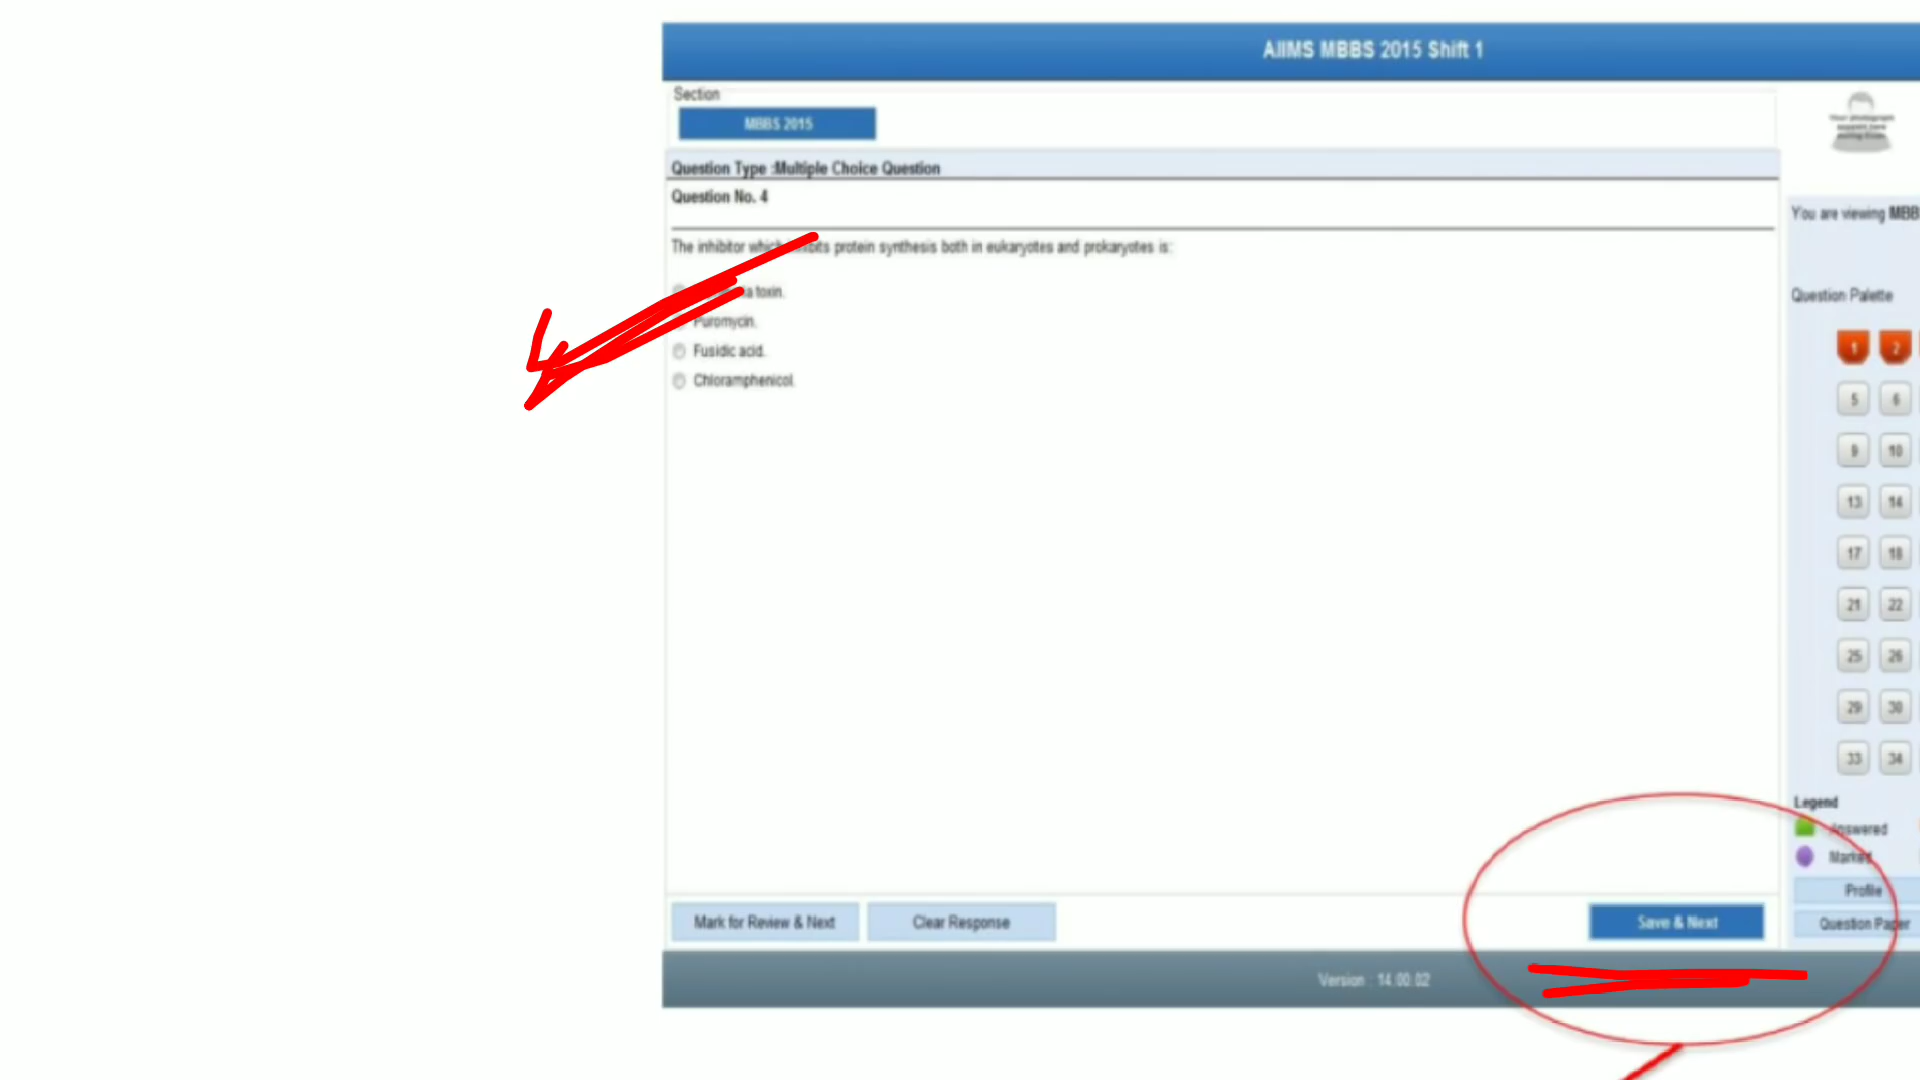 AIIMS MBBS 2015 Shift 1
Section
MBBS 2015
Question Type :Multiple Choice Question
Question No. 4
You are viewing MBB
The inhibitor which inhibits protein synthesis both in eukaryotes and prokaryotes is:
toxin.
Puromycin.
Fusidic acid.
Chloramphenicol
Question Palette
1 2
5 6
9 10
13 14
17 18
21 22
25 26
29 30
33 34
Legend
Answered
Marked
Profile
Question Paper
Mark for Review & Next
Clear Response
Save & Next
Version : 14.00.02